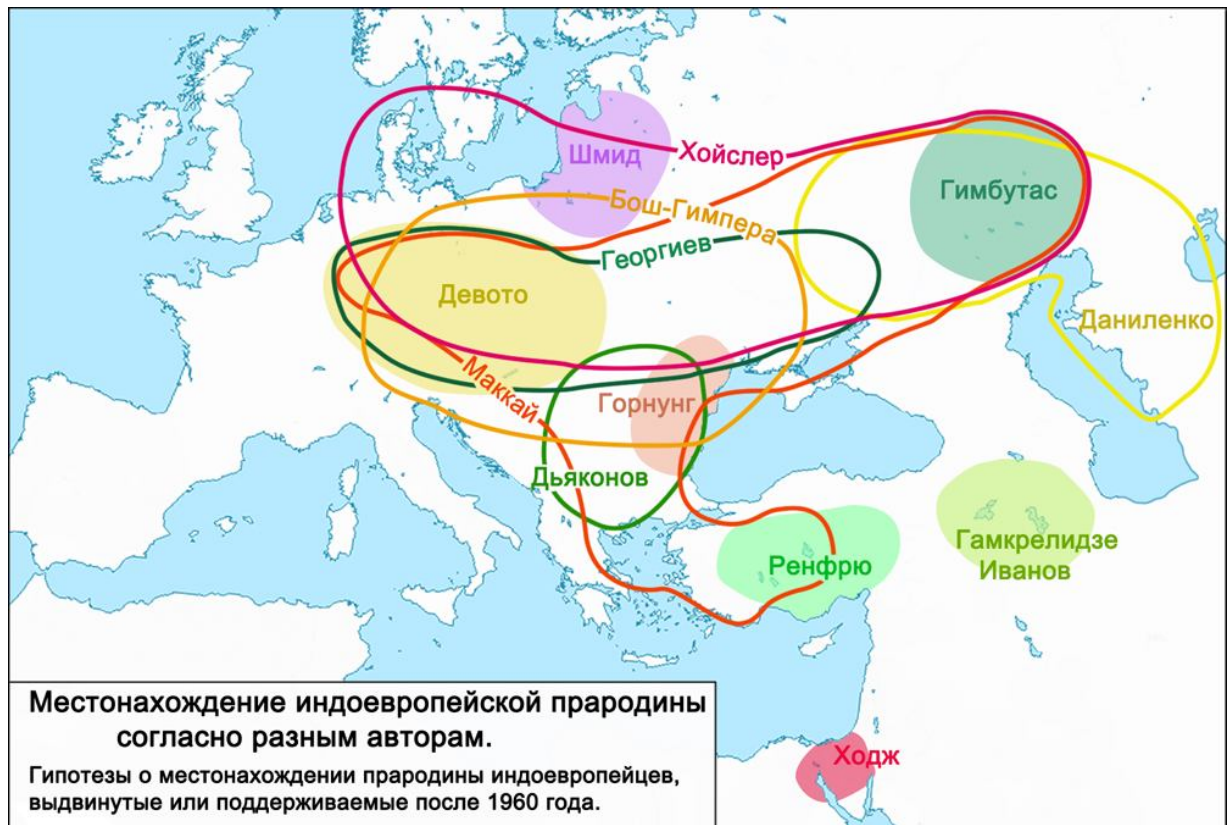 Шмид
Хойслер
Гимбутас
Бош-Гимпера
Георгиев
Девото
Даниленко
Маккай
Горнунг
Дьяконов
Ренфрю
Гамкрелидзе
Иванов
Ходж
Местонахождение индоевропейской прародины
согласно разным авторам.
Гипотезы о местонахождении прародины индоевропейцев,
выдвинутые или поддерживаемые после 1960 года.